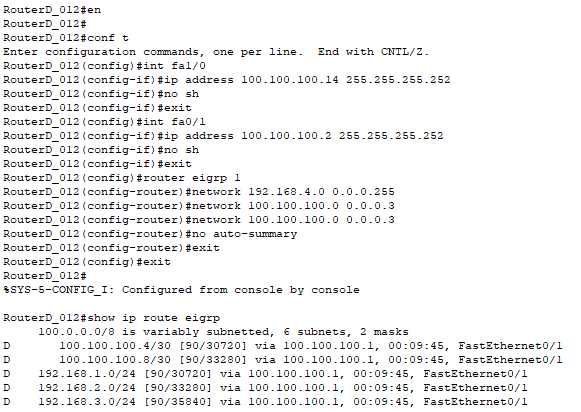 RouterD_012#en
RouterD_012#
RouterD_012#conf t
Enter configuration commands, one per line.  End with CNTL/Z.
RouterD_012(config)#int fa1/0
RouterD_012(config-if)#ip address 100.100.100.14 255.255.255.252
RouterD_012(config-if)#no sh
RouterD_012(config-if)#exit
RouterD_012(config)#int fa0/1
RouterD_012(config-if)#ip address 100.100.100.2 255.255.255.252
RouterD_012(config-if)#no sh
RouterD_012(config-if)#exit
RouterD_012(config)#router eigrp 1
RouterD_012(config-router)#network 192.168.4.0 0.0.0.255
RouterD_012(config-router)#network 100.100.100.0 0.0.0.3
RouterD_012(config-router)#network 100.100.100.0 0.0.0.3
RouterD_012(config-router)#no auto-summary
RouterD_012(config-router)#exit
RouterD_012(config)#exit
RouterD_012#
%SYS-5-CONFIG_I: Configured from console by console

RouterD_012#show ip route eigrp
     100.0.0.0/8 is variably subnetted, 6 subnets, 2 masks
D       100.100.100.4/30 [90/30720] via 100.100.100.1, 00:09:45, FastEthernet0/1
D       100.100.100.8/30 [90/33280] via 100.100.100.1, 00:09:45, FastEthernet0/1
D    192.168.1.0/24 [90/30720] via 100.100.100.1, 00:09:45, FastEthernet0/1
D    192.168.2.0/24 [90/33280] via 100.100.100.1, 00:09:45, FastEthernet0/1
D    192.168.3.0/24 [90/35840] via 100.100.100.1, 00:09:45, FastEthernet0/1